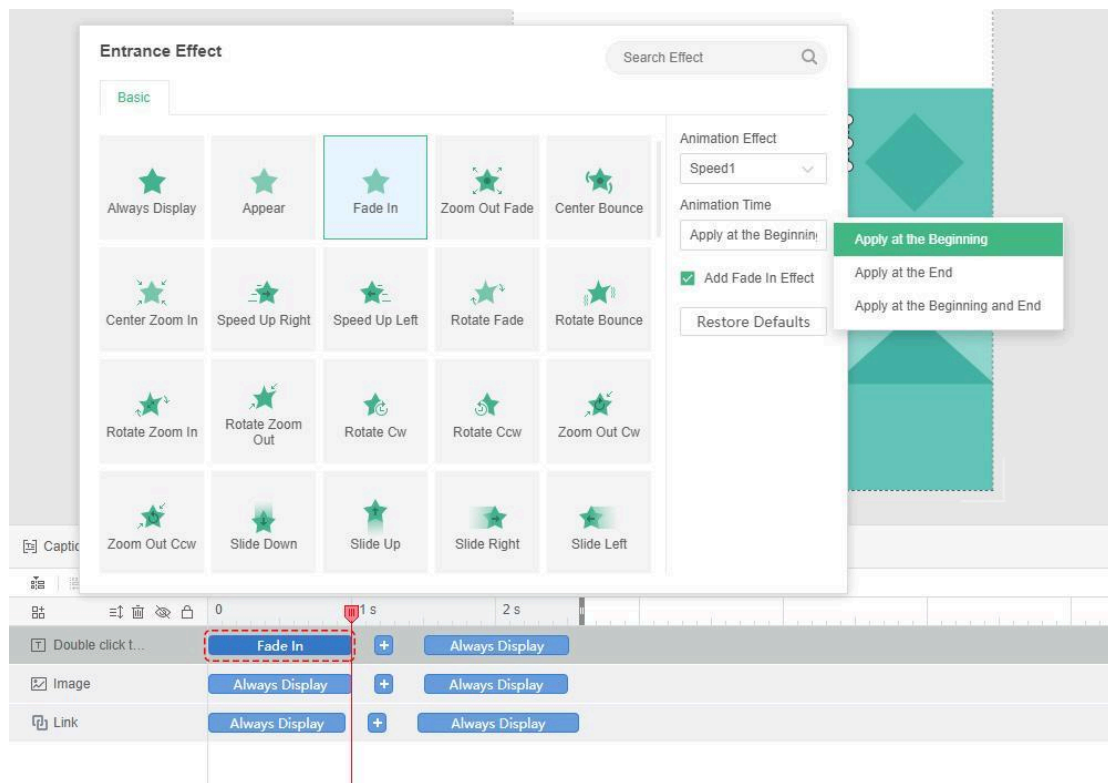 Entrance Effect
Search Effect
Basic
Always Display
Appear
Fade In
Zoom Out Fade
Center Bounce
Center Zoom In
Speed Up Right
Speed Up Left
Rotate Fade
Rotate Bounce
Rotate Zoom In
Rotate Zoom
Out
Rotate Cw
Rotate Ccw
Zoom Out Cw
Zoom Out Ccw
Slide Down
Slide Up
Slide Right
Slide Left
Animation Effect
Speed1
Animation Time
Apply at the Beginning
Add Fade In Effect
Restore Defaults
Apply at the Beginning
Apply at the End
Apply at the Beginning and End
Captio
0
1 s
2 s
Double click t...
Fade In
Always Display
Image
Always Display
Always Display
Link
Always Display
Always Display